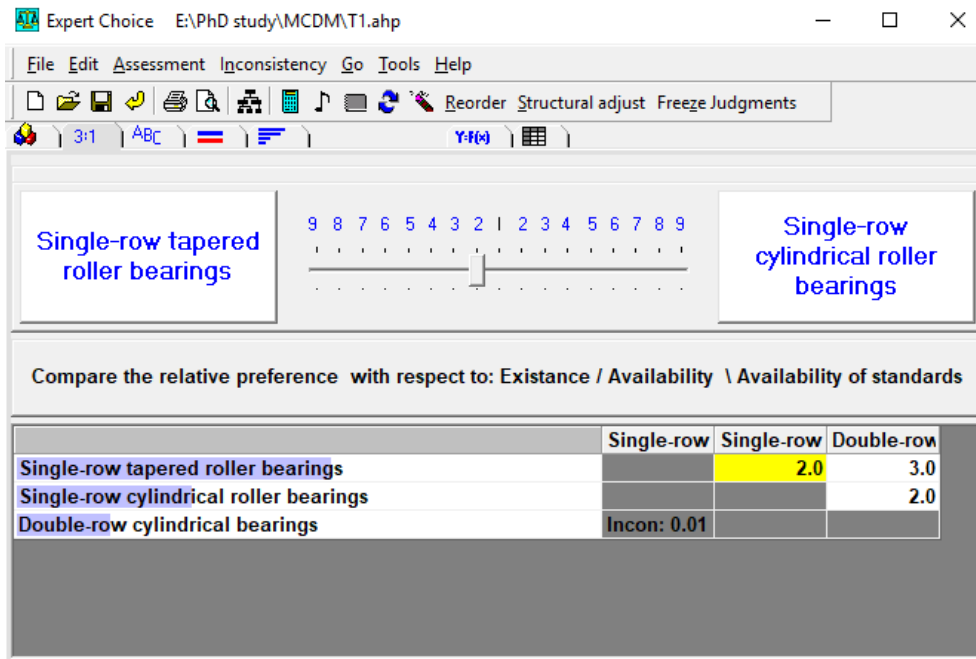 Expert Choice E:\PhD study\MCDM\T1.ahp
File Edit Assessment Inconsistency Go Tools Help
Reorder Structural adjust Freeze Judgments
3:1 ABC Y=F(x)
Single-row tapered
roller bearings
9 8 7 6 5 4 3 2 1 2 3 4 5 6 7 8 9
Single-row
cylindrical roller
bearings
Compare the relative preference with respect to: Existance / Availability \ Availability of standards
Single-row Single-row Double-row
Single-row tapered roller bearings 2.0 3.0
Single-row cylindrical roller bearings 2.0
Double-row cylindrical bearings Incon: 0.01